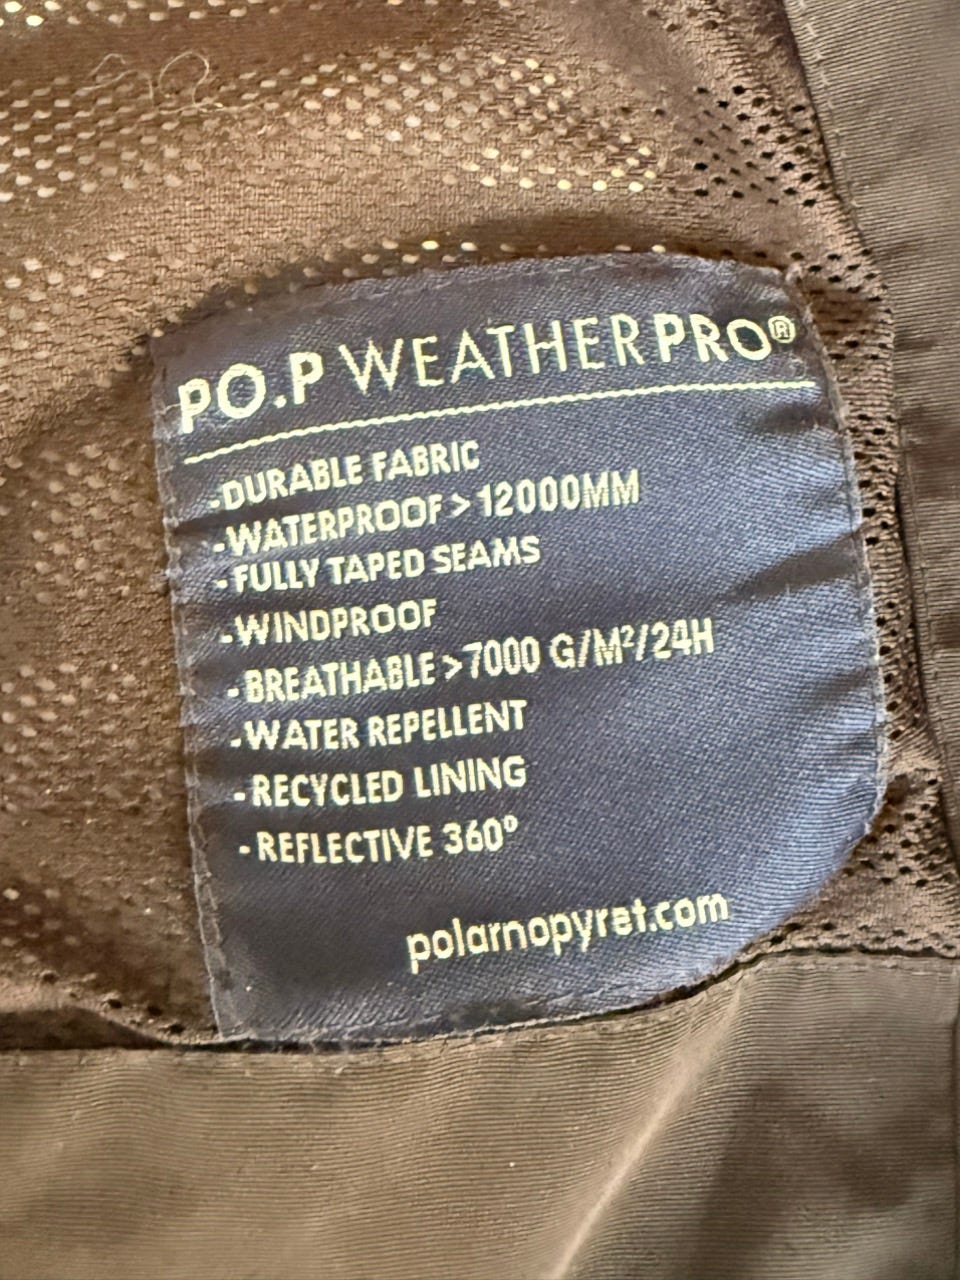 PO.P WEATHERPRO®
-DURABLE FABRIC
-WATERPROOF > 12000MM
-FULLY TAPED SEAMS
-WINDPROOF
-BREATHABLE >7000 G/M²/24H
-WATER REPELLENT
-RECYCLED LINING
-REFLECTIVE 360º
polarnopyret.com